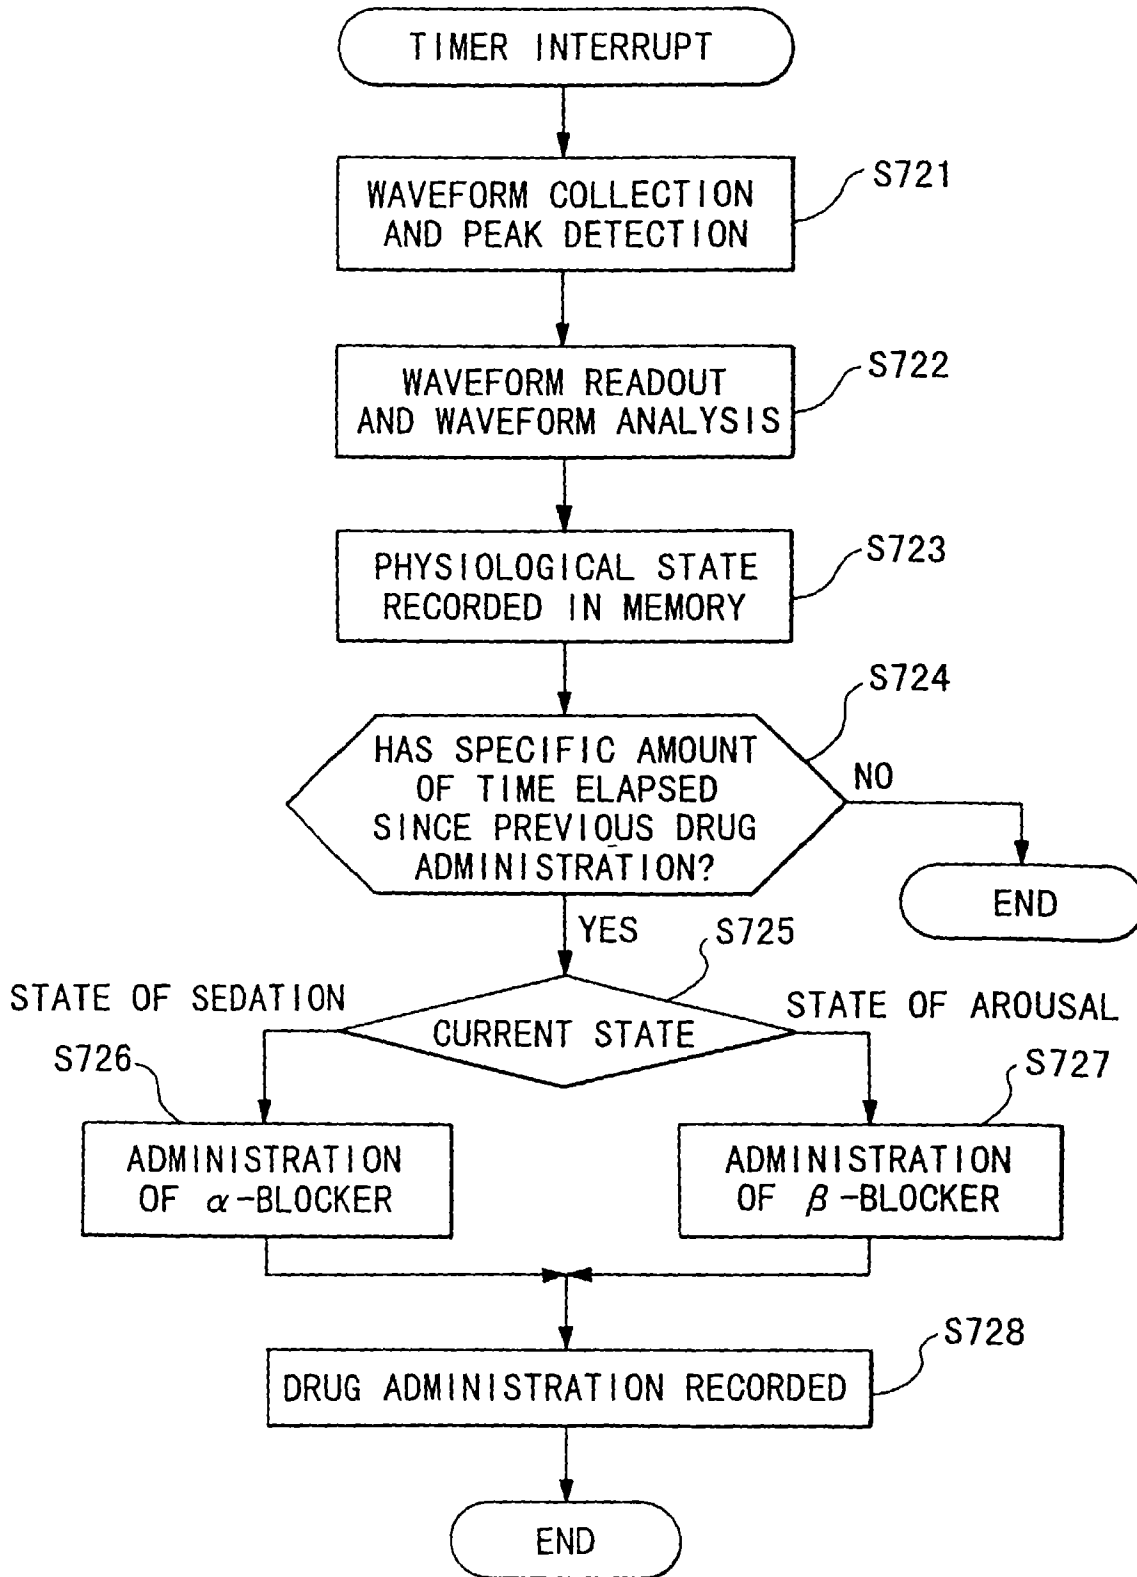 TIMER INTERRUPT
S721
WAVEFORM COLLECTION
AND PEAK DETECTION
S722
WAVEFORM READOUT
AND WAVEFORM ANALYSIS
S723
PHYSIOLOGICAL STATE
RECORDED IN MEMORY
S724
HAS SPECIFIC AMOUNT
OF TIME ELAPSED
SINCE PREVIOUS DRUG
ADMINISTRATION?
NO
END
YES
S725
STATE OF SEDATION
CURRENT STATE
STATE OF AROUSAL
S726
S727
ADMINISTRATION
OF α-BLOCKER
ADMINISTRATION
OF β-BLOCKER
S728
DRUG ADMINISTRATION RECORDED
END